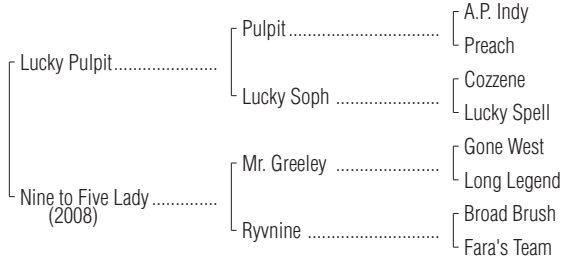 A.P. Indy
Pulpit
Preach
Lucky Pulpit
Cozzene
Lucky Soph
Lucky Spell
Gone West
Mr. Greeley
Long Legend
Nine to Five Lady
(2008)
Broad Brush
Ryvnine
Fara's Team